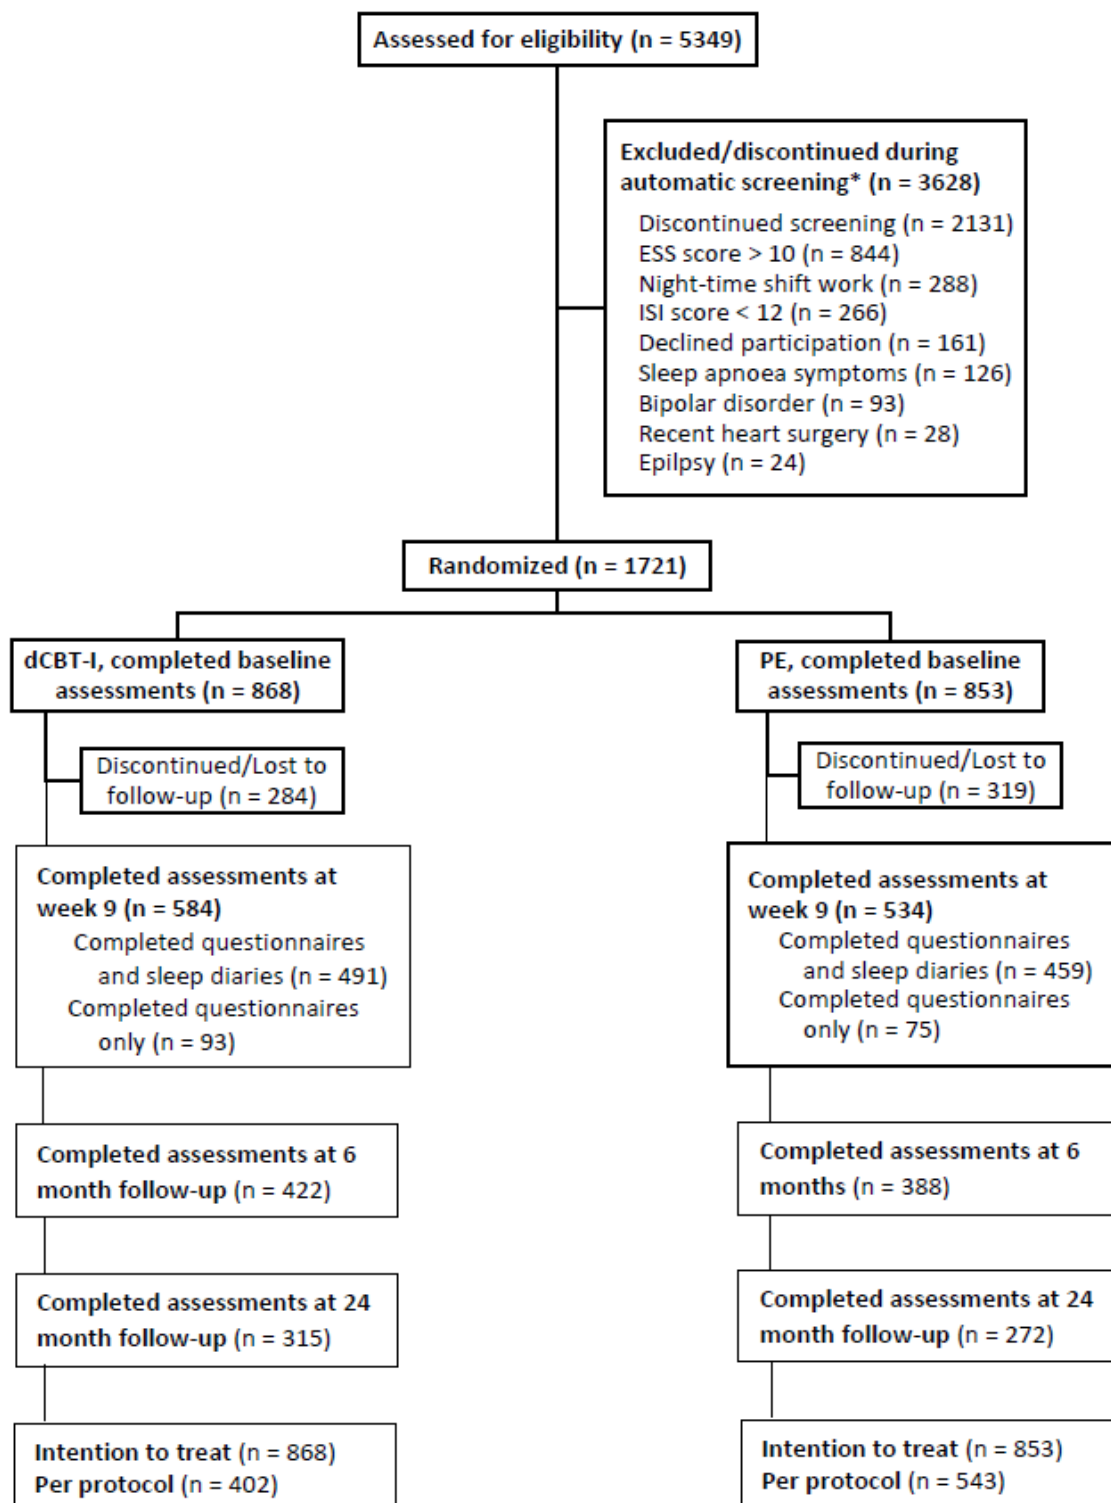 Assessed for eligibility (n = 5349)
Excluded/discontinued during
automatic screening* (n = 3628)
Discontinued screening (n = 2131)
ESS score > 10 (n = 844)
Night-time shift work (n = 288)
ISI score < 12 (n = 266)
Declined participation (n = 161)
Sleep apnoea symptoms (n = 126)
Bipolar disorder (n = 93)
Recent heart surgery (n = 28)
Epilpsy (n = 24)
Randomized (n = 1721)
dCBT-I, completed baseline
assessments (n = 868)
Discontinued/Lost to
follow-up (n = 284)
Completed assessments at
week 9 (n = 584)
Completed questionnaires
and sleep diaries (n = 491)
Completed questionnaires
only (n = 93)
Completed assessments at 6
month follow-up (n = 422)
Completed assessments at 24
month follow-up (n = 315)
Intention to treat (n = 868)
Per protocol (n = 402)
PE, completed baseline
assessments (n = 853)
Discontinued/Lost to
follow-up (n = 319)
Completed assessments at
week 9 (n = 534)
Completed questionnaires
and sleep diaries (n = 459)
Completed questionnaires
only (n = 75)
Completed assessments at 6
months (n = 388)
Completed assessments at 24
month follow-up (n = 272)
Intention to treat (n = 853)
Per protocol (n = 543)